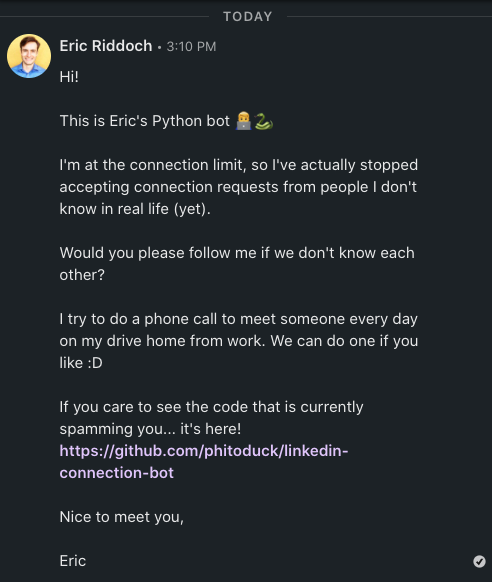 TODAY
Eric Riddoch • 3:10 PM
Hi!
This is Eric's Python bot 👨‍💻🐍
I'm at the connection limit, so I've actually stopped
accepting connection requests from people I don't
know in real life (yet).
Would you please follow me if we don't know each
other?
I try to do a phone call to meet someone every day
on my drive home from work. We can do one if you
like :D
If you care to see the code that is currently
spamming you... it's here!
https://github.com/phitoduck/linkedin-
connection-bot
Nice to meet you,
Eric